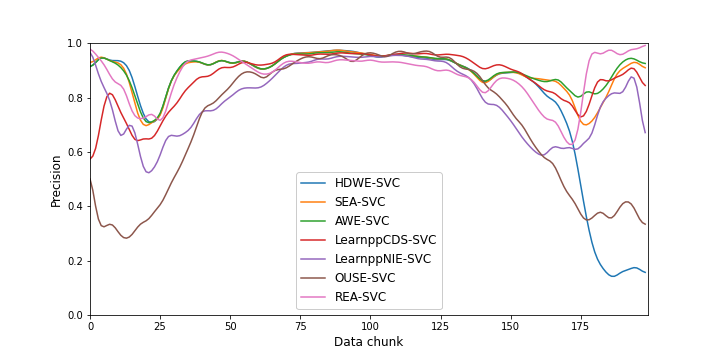 1.0
0.8
0.6
0.4
0.2
0.0
Precision
HDWE-SVC
SEA-SVC
AWE-SVC
LearnppCDS-SVC
LearnppNIE-SVC
OUSE-SVC
REA-SVC
0 25 50 75 100 125 150 175
Data chunk